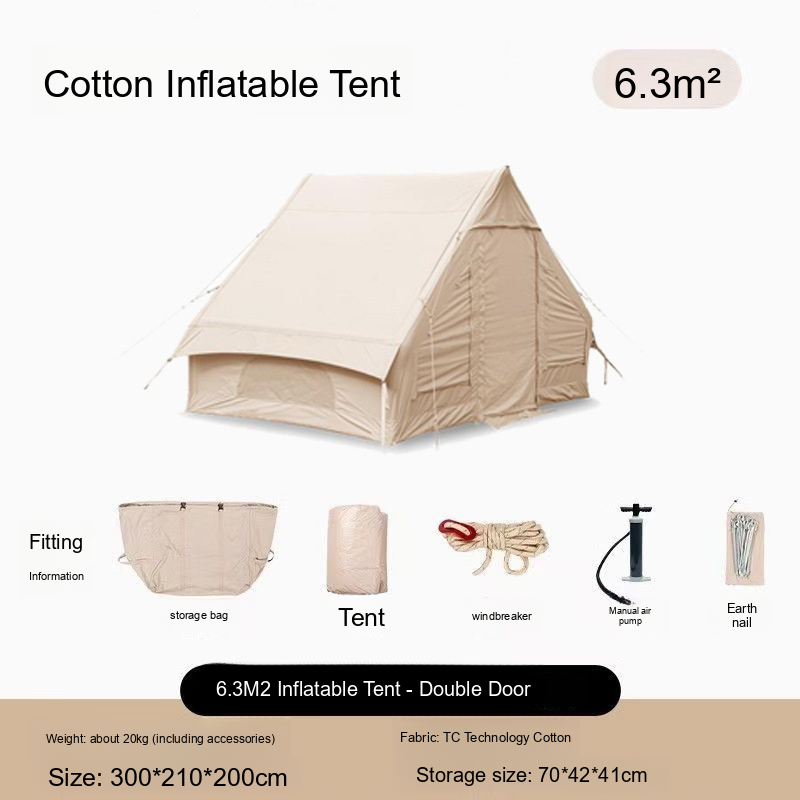 Cotton Inflatable Tent
6.3m²
Fitting
Information
storage bag
Tent
windbreaker
Manual air
pump
Earth
nail
6.3M2 Inflatable Tent - Double Door
Weight: about 20kg (including accessories)
Fabric: TC Technology Cotton
Size: 300*210*200cm
Storage size: 70*42*41cm